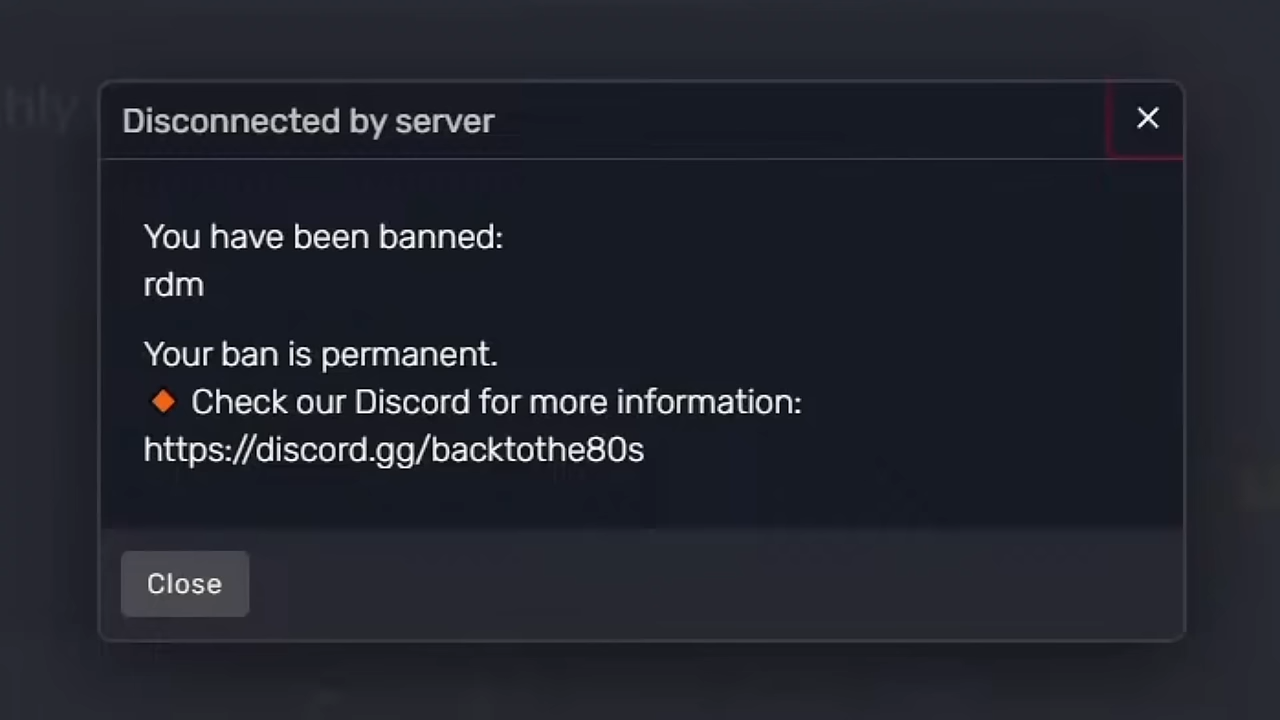 Disconnected by server
You have been banned:
rdm
Your ban is permanent.
🔸 Check our Discord for more information:
https://discord.gg/backtothe80s
Close